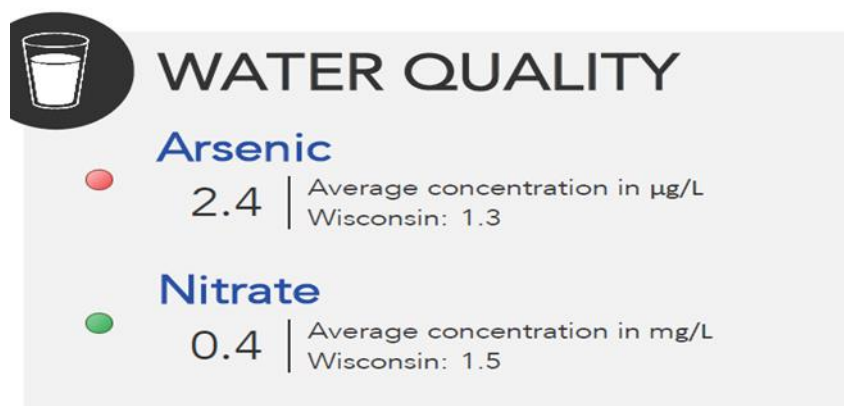 WATER QUALITY
Arsenic
2.4
Average concentration in µg/L
Wisconsin: 1.3
Nitrate
0.4
Average concentration in mg/L
Wisconsin: 1.5